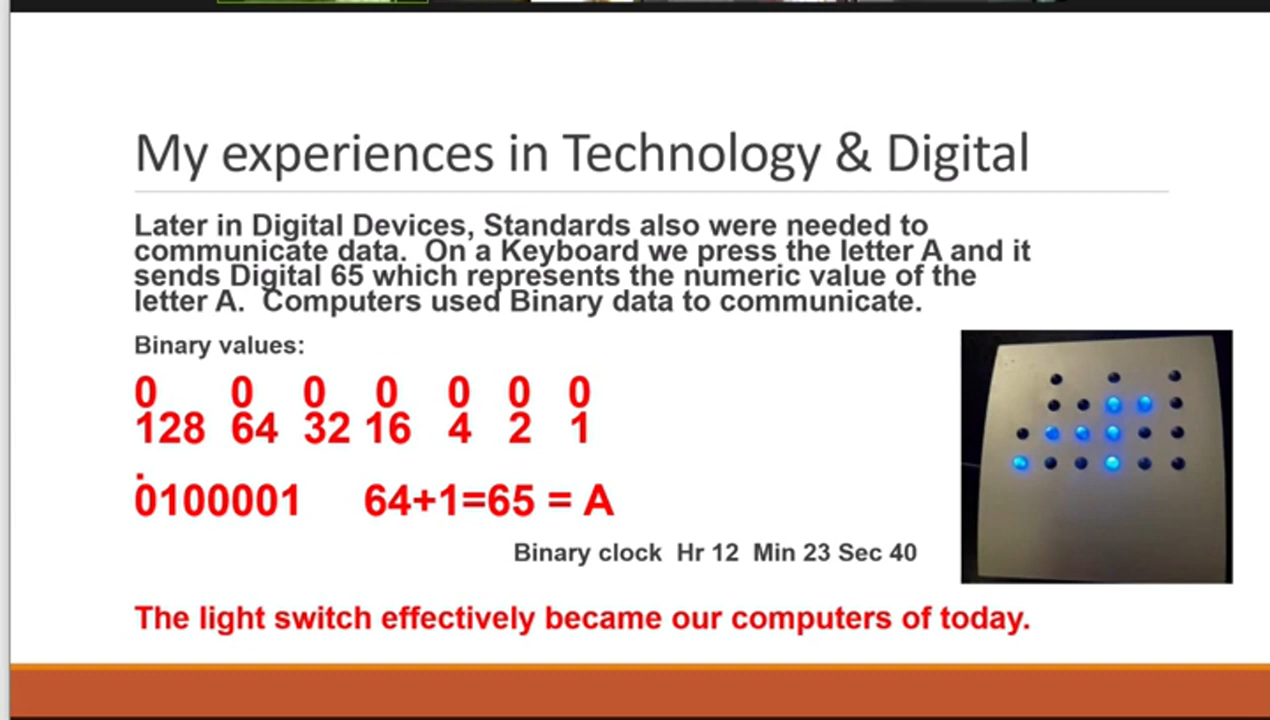 My experiences in Technology & Digital
Later in Digital Devices, Standards also were needed to
communicate data.  On a Keyboard we press the letter A and it
sends Digital 65 which represents the numeric value of the
letter A.  Computers used Binary data to communicate.
Binary values:
0 0 0 0 0 0 0
128 64 32 16 4 2 1
.
0100001 64+1=65 = A
Binary clock  Hr 12  Min 23 Sec 40
The light switch effectively became our computers of today.